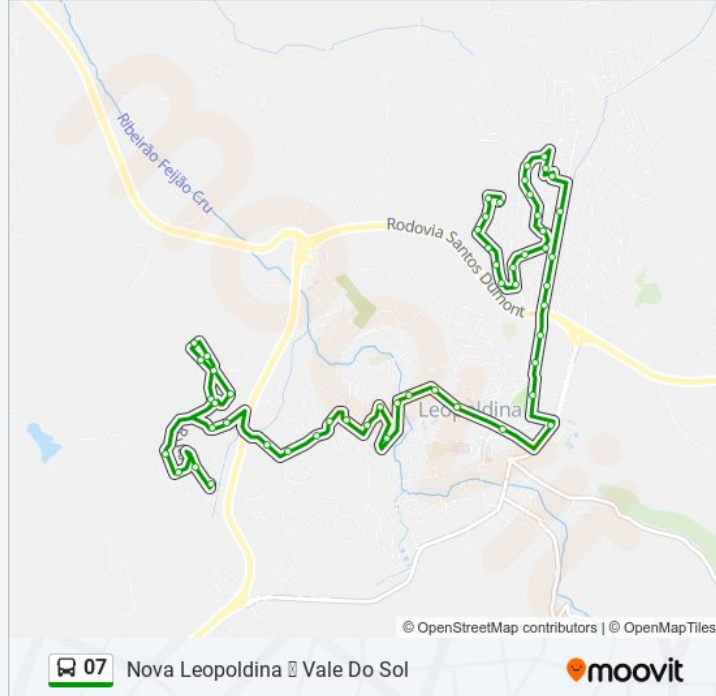 Ribeirão Feijão Cru
Rodovia Santos Dumont
Leopoldina
© OpenStreetMap contributors | © OpenMapTiles
07 Nova Leopoldina ▯ Vale Do Sol
moovit